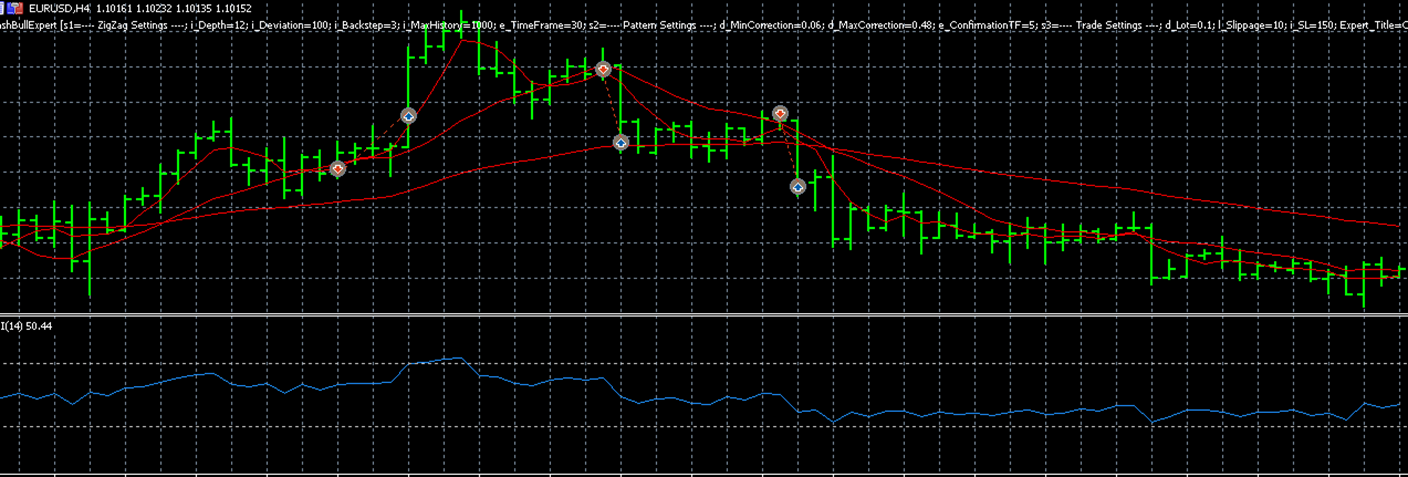 EURUSD,H4 1.10161 1.10232 1.10135 1.10152
ashBullExpert [s1=---- ZigZag Settings ----; i_Depth=12; i_Deviation=100; i_Backstep=3; i_MaxHistory=1000; e_TimeFrame=30; s2=---- Pattern Settings ----; d_MinCorrection=0.06; d_MaxCorrection=0.48; e_ConfirmationTF=5; s3=---- Trade Settings ----; d_Lot=0.1; l_Slippage=10; i_SL=150; Expert_Title=C
I(14) 50.44